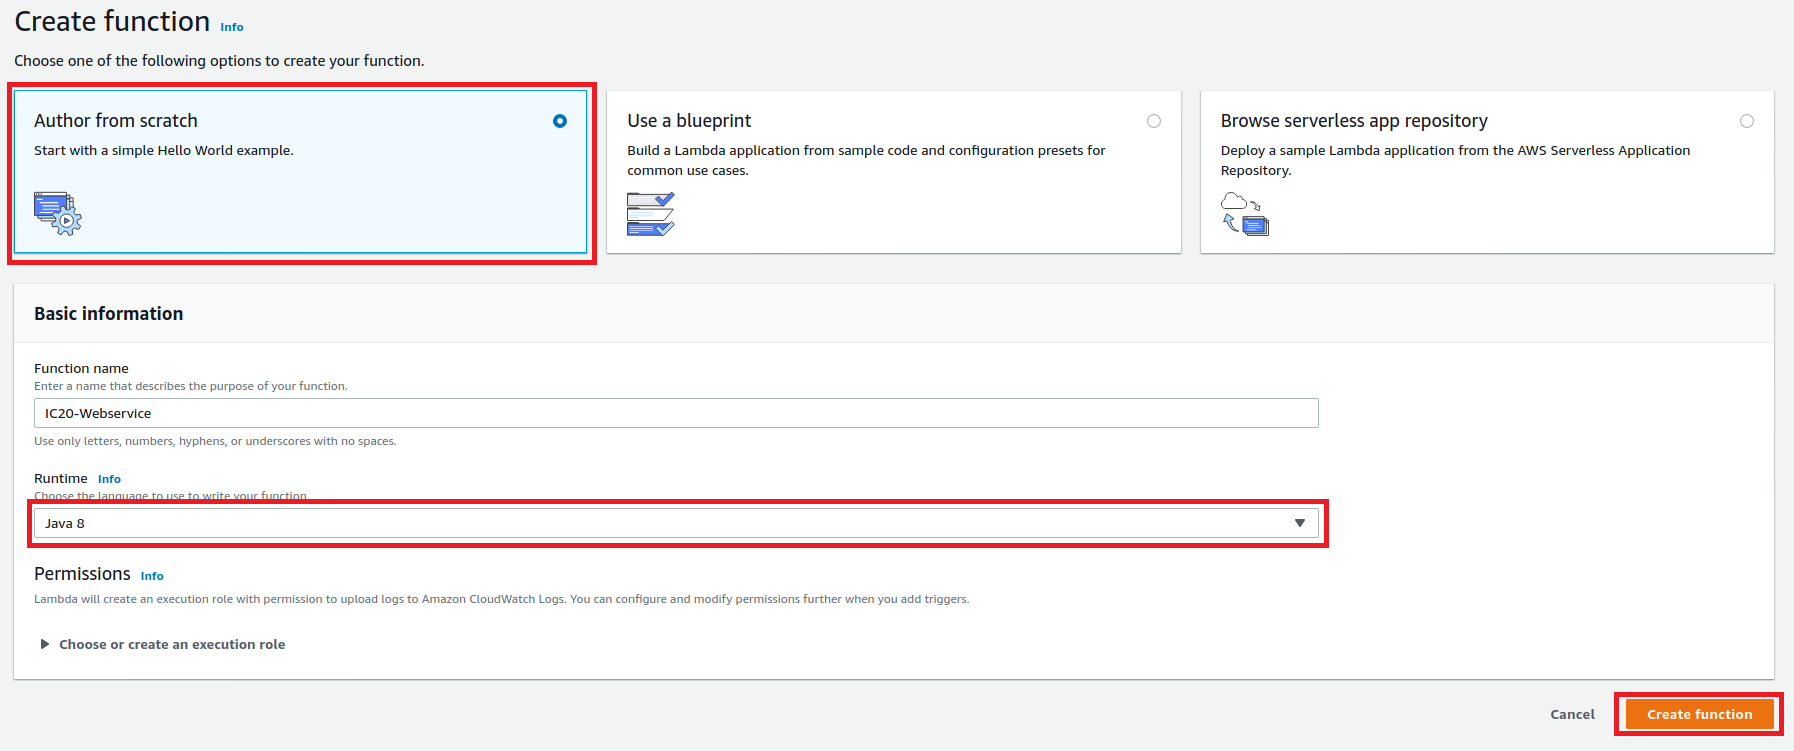 Create function Info
Choose one of the following options to create your function.
Author from scratch
Start with a simple Hello World example.
Use a blueprint
Build a Lambda application from sample code and configuration presets for
common use cases.
Browse serverless app repository
Deploy a sample Lambda application from the AWS Serverless Application
Repository.
Basic information
Function name
Enter a name that describes the purpose of your function.
IC20-Webservice
Use only letters, numbers, hyphens, or underscores with no spaces.
Runtime Info
Choose the language to use to write your function.
Java 8
Permissions Info
Lambda will create an execution role with permission to upload logs to Amazon CloudWatch Logs. You can configure and modify permissions further when you add triggers.
Choose or create an execution role
Cancel
Create function